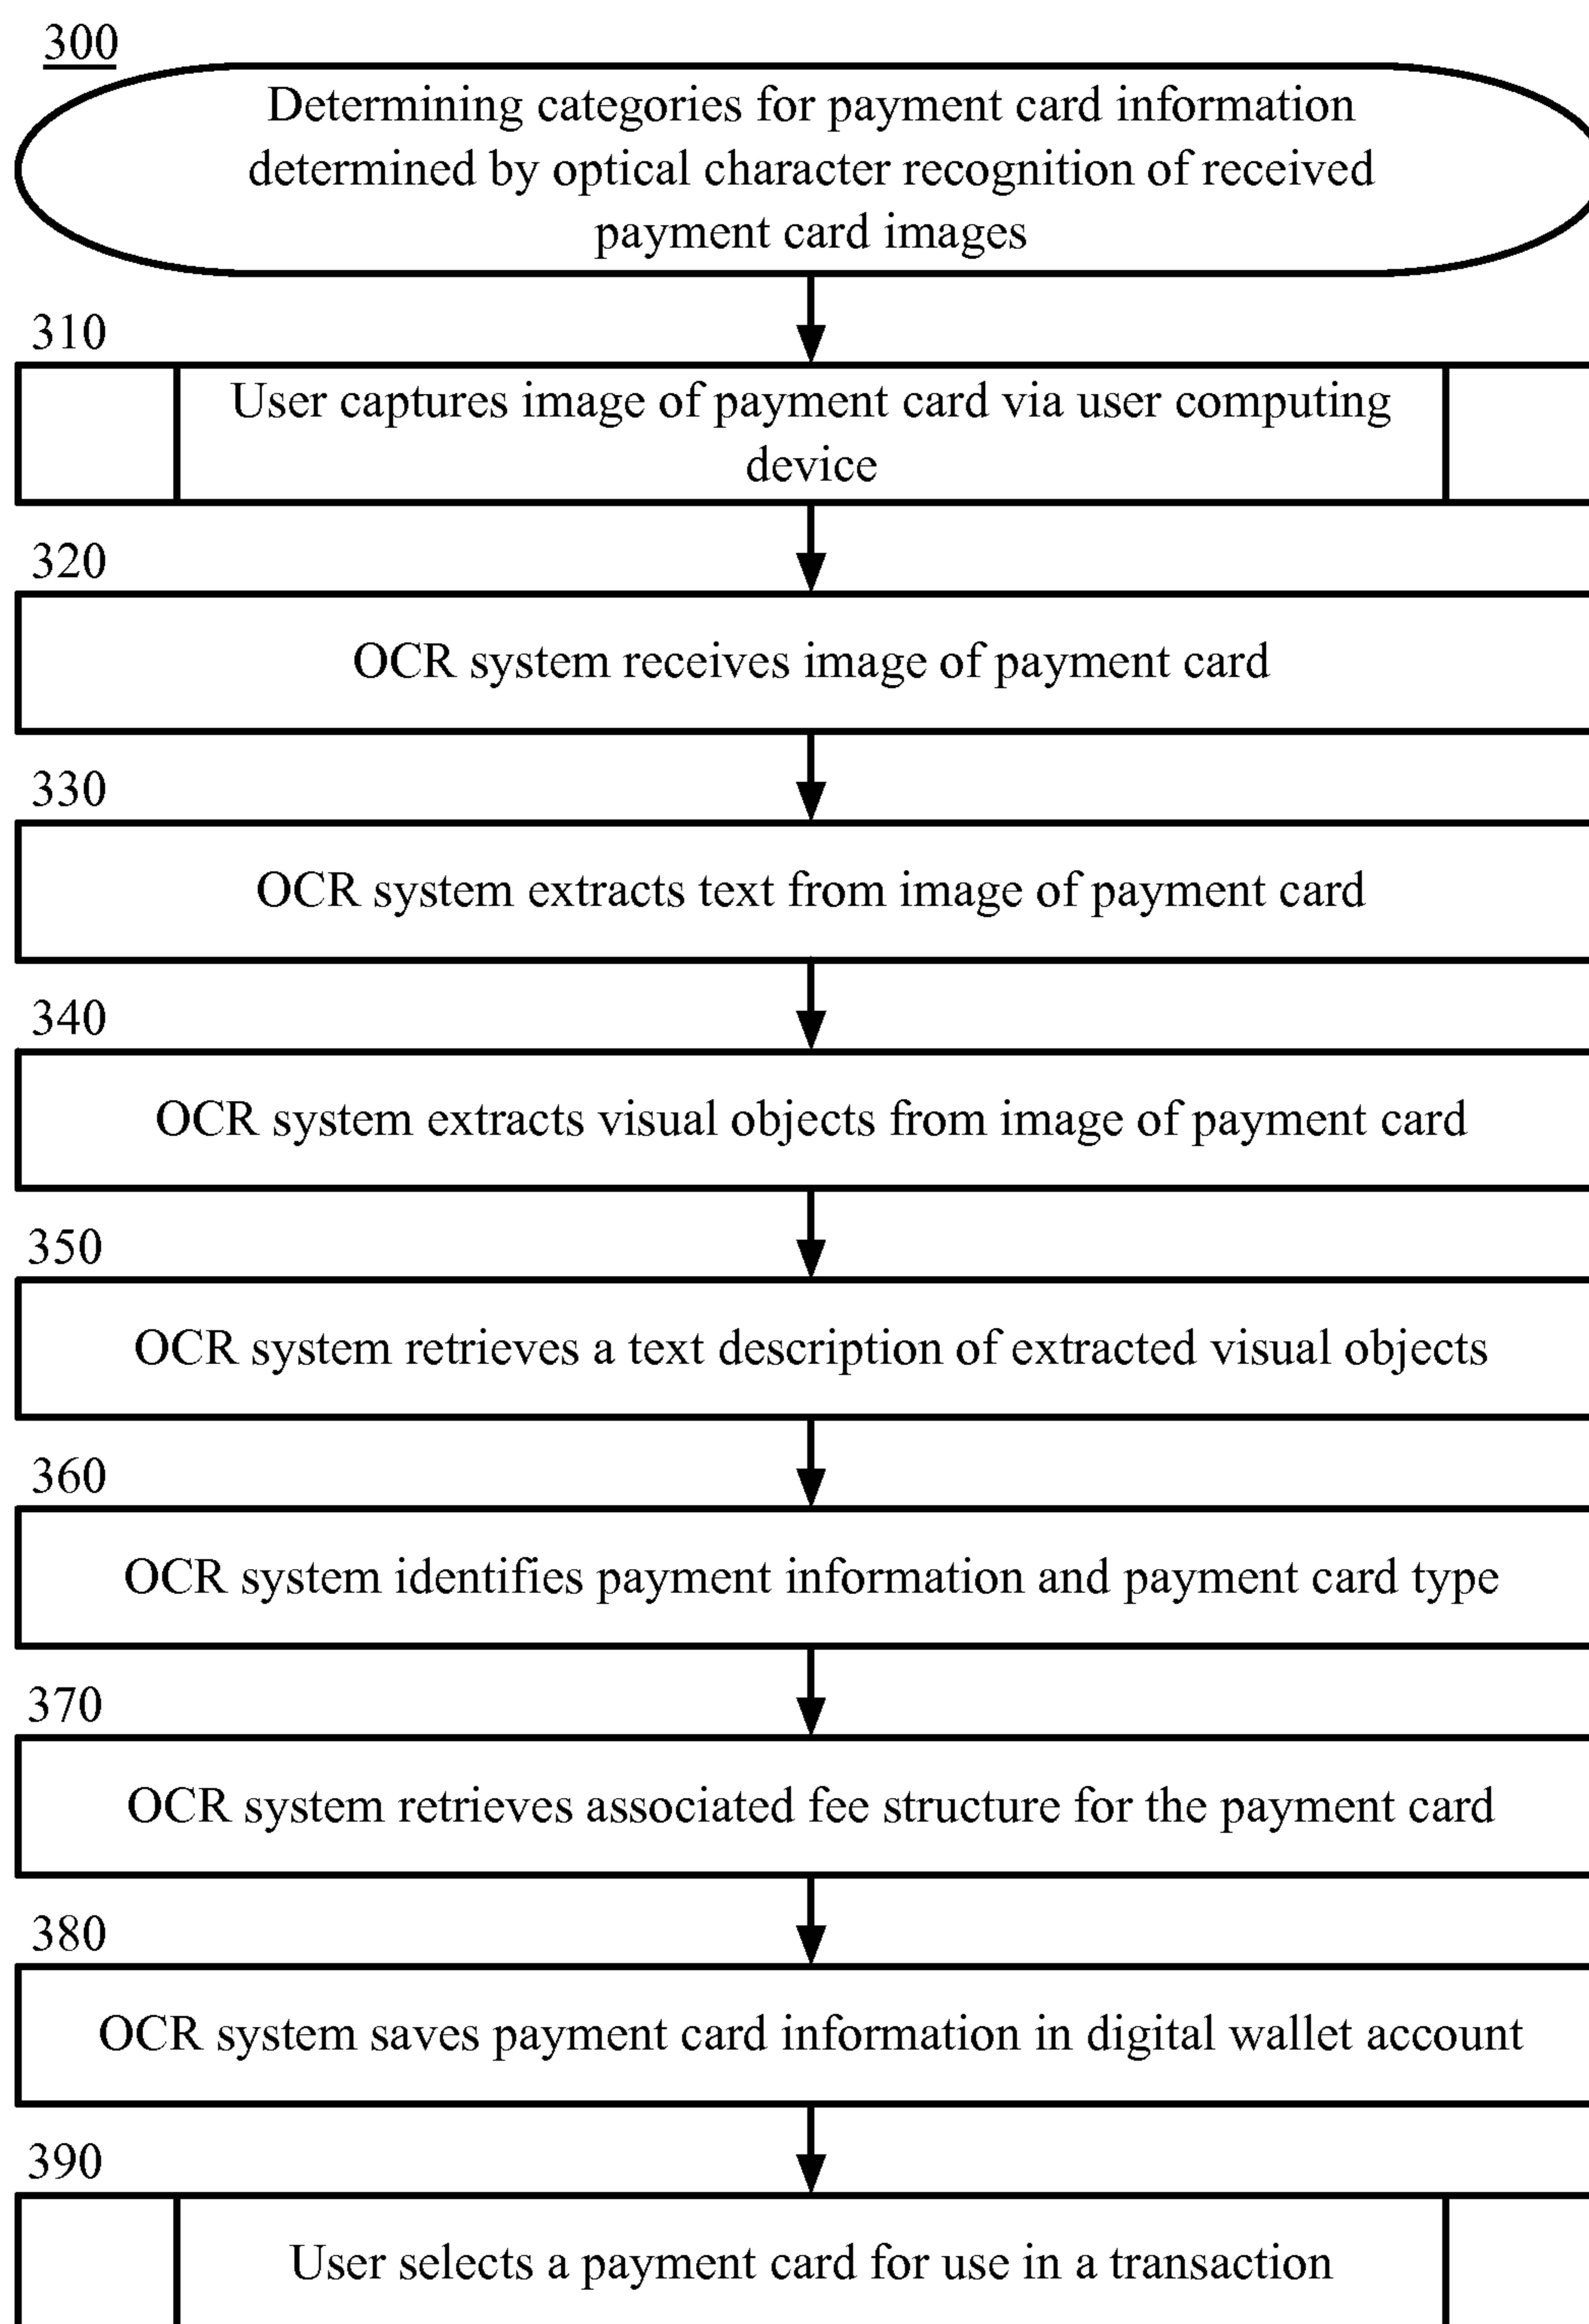 300
Determining categories for payment card information
determined by optical character recognition of received
payment card images
310
User captures image of payment card via user computing
device
320
OCR system receives image of payment card
330
OCR system extracts text from image of payment card
340
OCR system extracts visual objects from image of payment card
350
OCR system retrieves a text description of extracted visual objects
360
OCR system identifies payment information and payment card type
370
OCR system retrieves associated fee structure for the payment card
380
OCR system saves payment card information in digital wallet account
390
User selects a payment card for use in a transaction